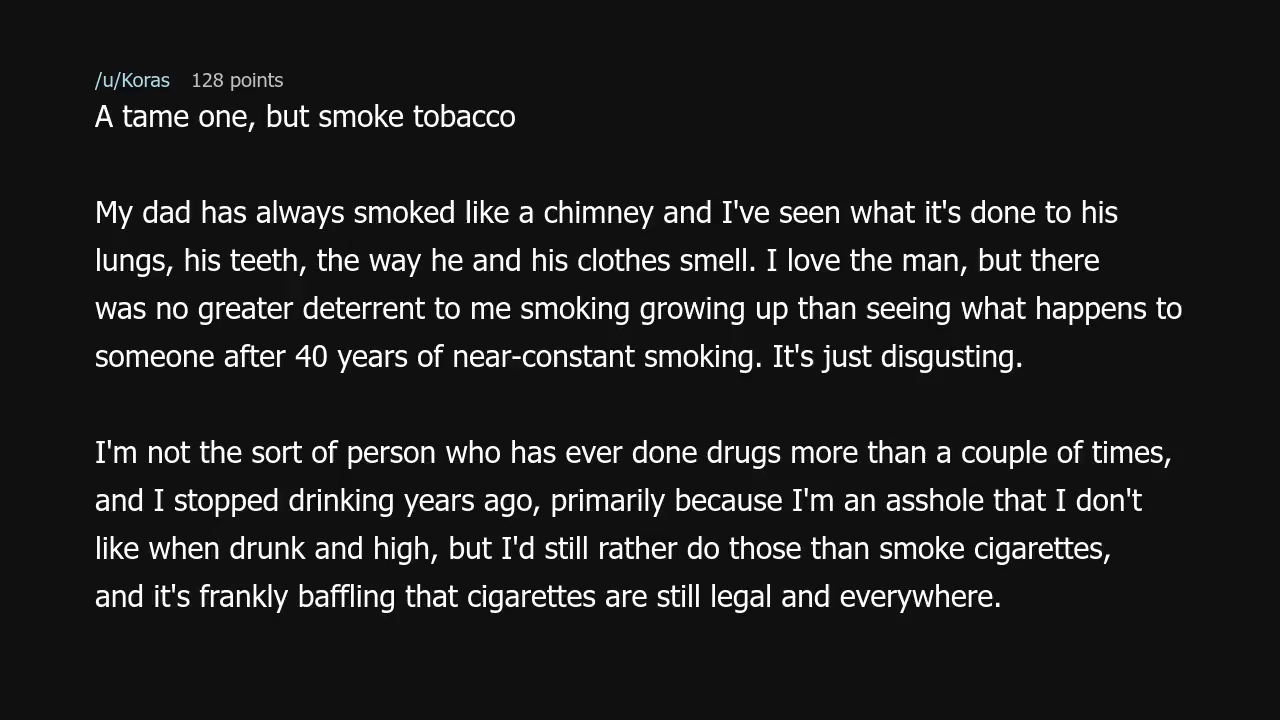 /u/Koras 128 points
A tame one, but smoke tobacco
My dad has always smoked like a chimney and I've seen what it's done to his
lungs, his teeth, the way he and his clothes smell. I love the man, but there
was no greater deterrent to me smoking growing up than seeing what happens to
someone after 40 years of near-constant smoking. It's just disgusting.
I'm not the sort of person who has ever done drugs more than a couple of times,
and I stopped drinking years ago, primarily because I'm an asshole that I don't
like when drunk and high, but I'd still rather do those than smoke cigarettes,
and it's frankly baffling that cigarettes are still legal and everywhere.